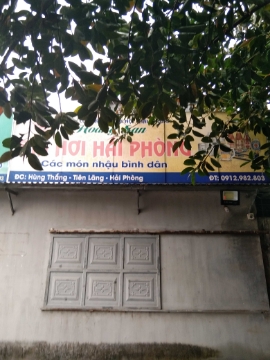 HƠI HẢI PHÒNG
Các món nhậu bình dân
ĐC: Hùng Thắng - Tiên Lãng - Hải Phòng
ĐT: 0912.982.803